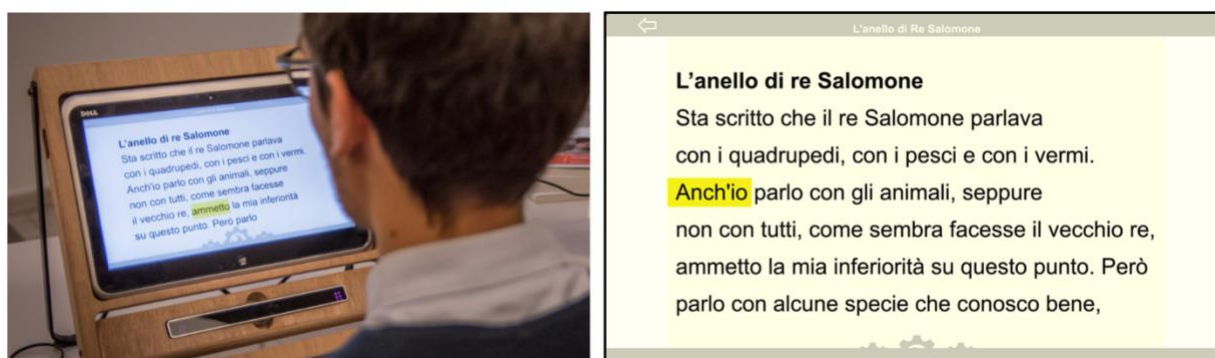 DELL
L'anello di re Salomone
Sta scritto che il re Salomone parlava
con i quadrupedi, con i pesci e con i vermi.
Anch'io parlo con gli animali, seppure
non con tutti, come sembra facesse
il vecchio re, ammetto la mia inferiorità
su questo punto. Però parlo
L'anello di Re Salomone
L'anello di re Salomone
Sta scritto che il re Salomone parlava
con i quadrupedi, con i pesci e con i vermi.
Anch'io parlo con gli animali, seppure
non con tutti, come sembra facesse il vecchio re,
ammetto la mia inferiorità su questo punto. Però
parlo con alcune specie che conosco bene,